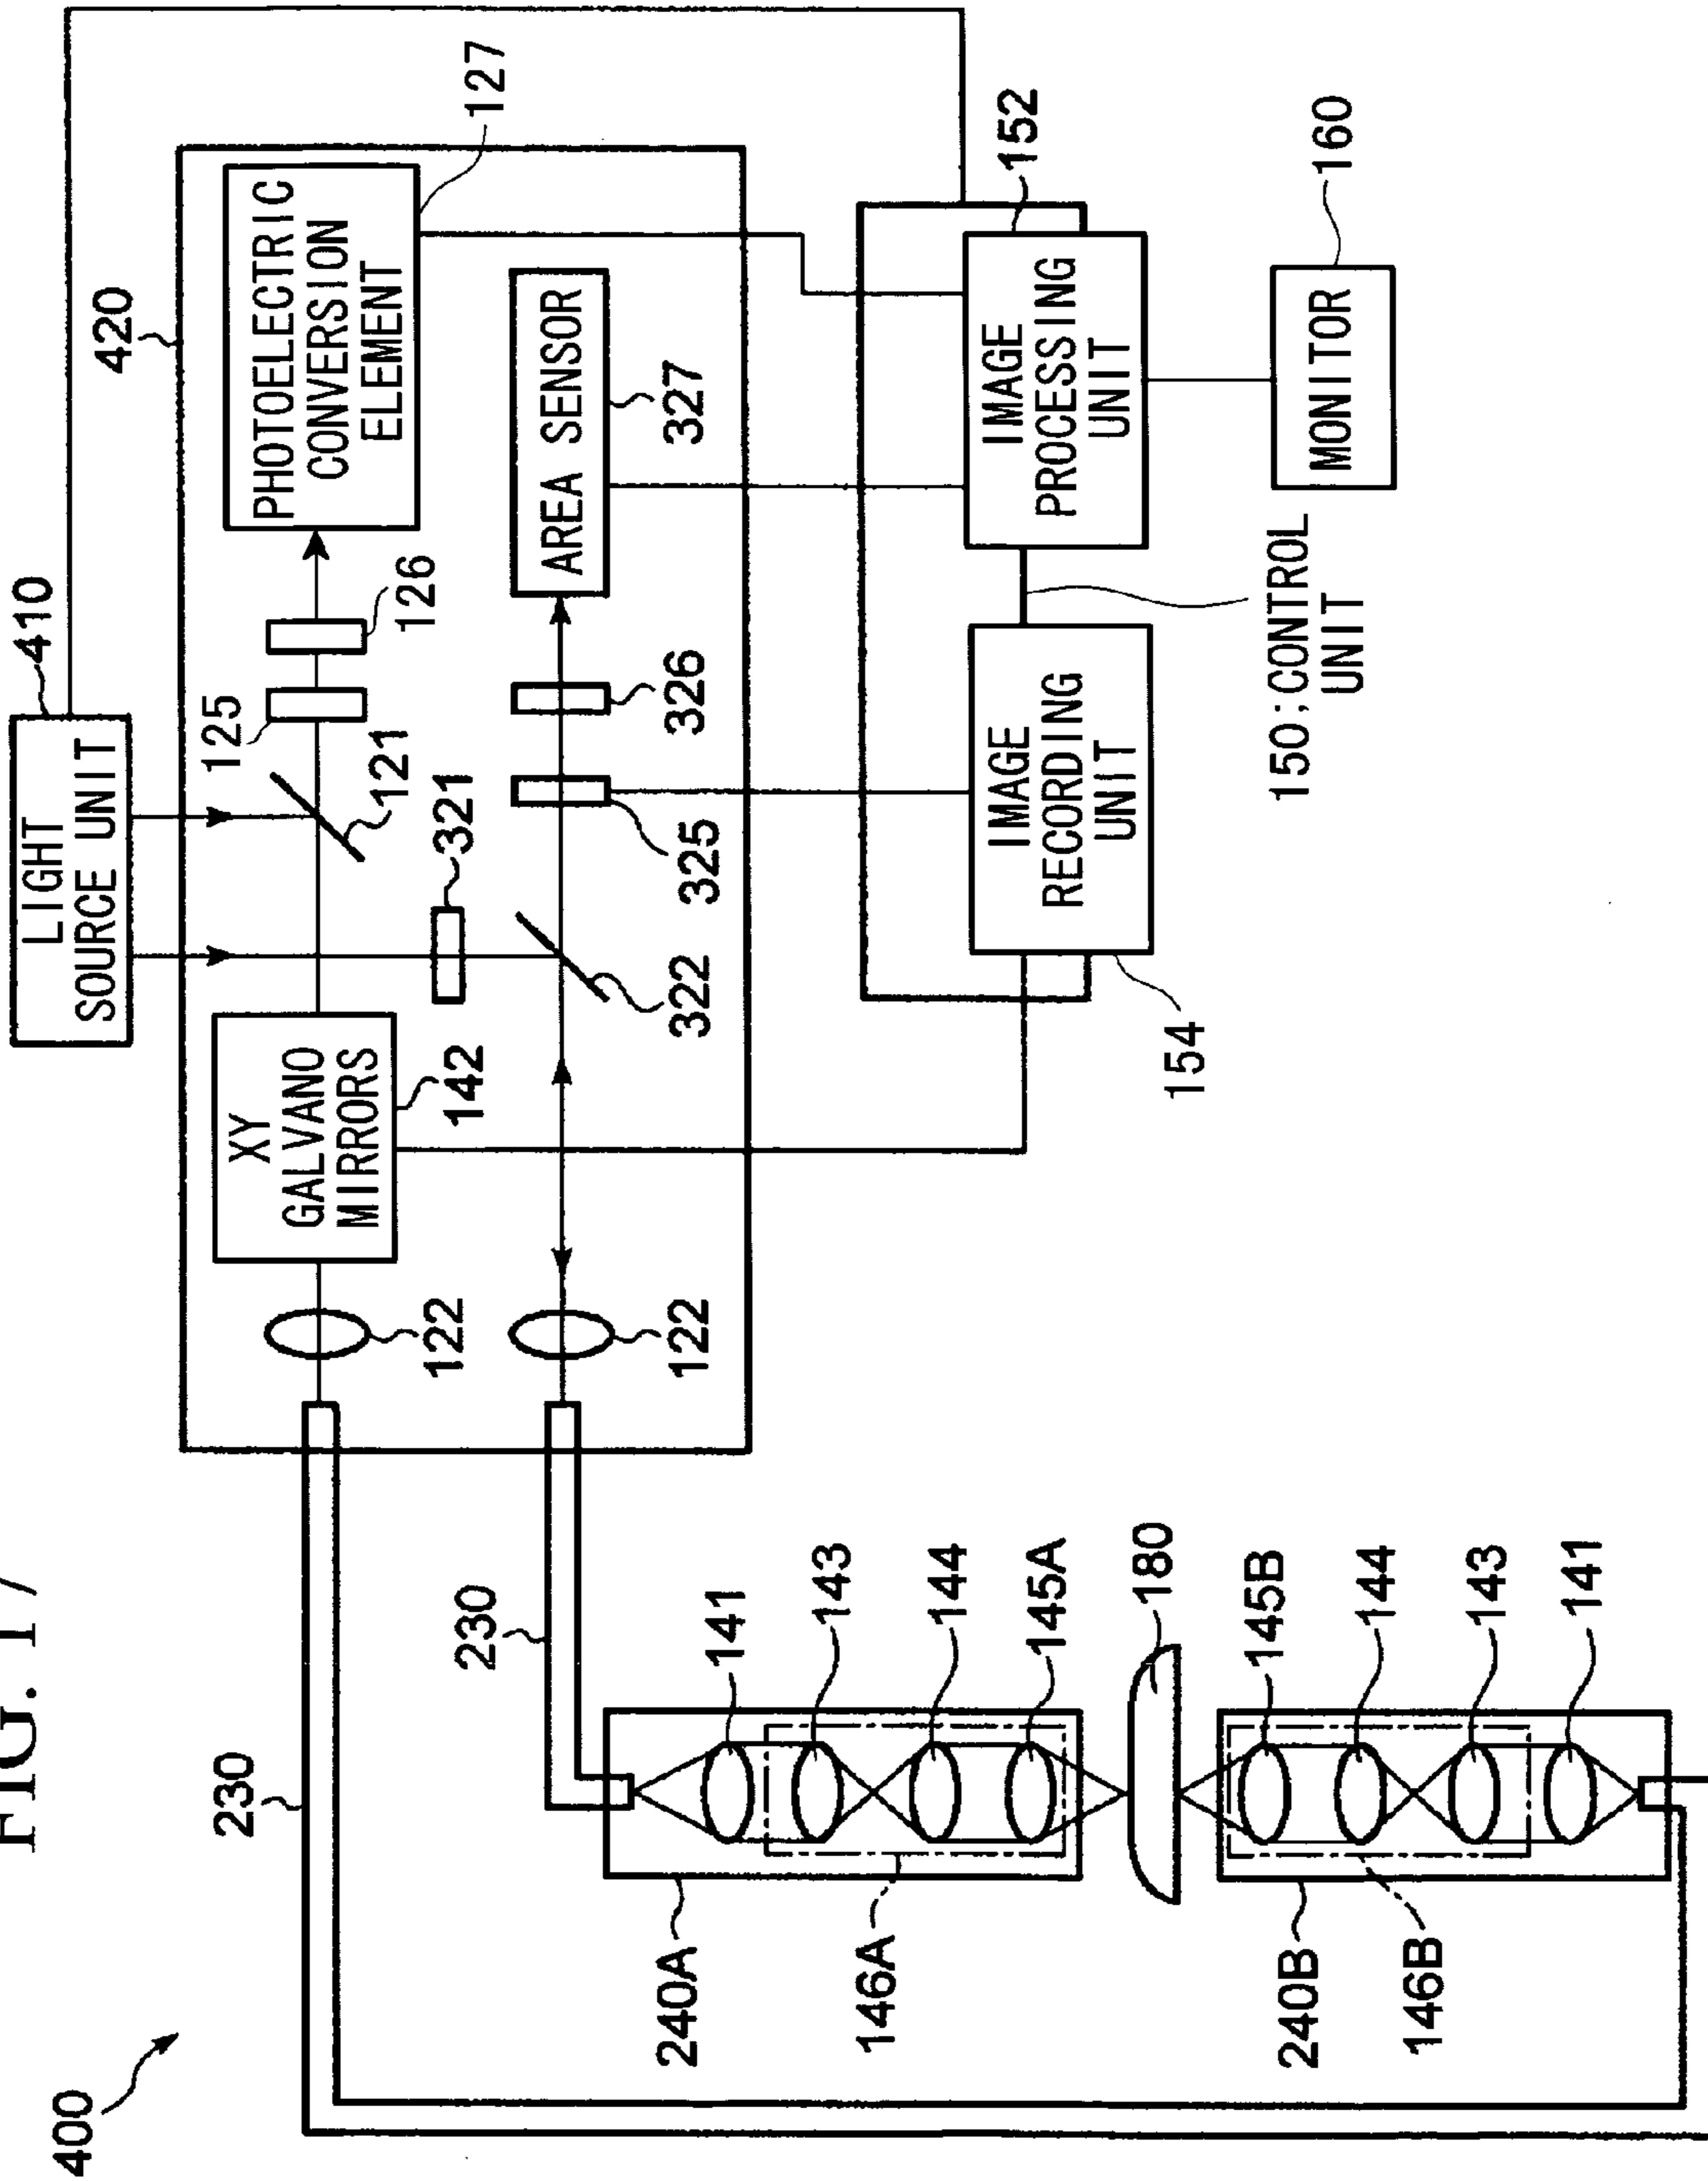 FIG. 17
400
LIGHT
SOURCE UNIT
410
420
230
122
XY
GALVANO
MIRRORS
142
121
125
126
PHOTOELECTRIC
CONVERSION
ELEMENT
127
321
230
122
322
325
326
AREA SENSOR
327
240A
146A
141
143
144
145A
180
240B
146B
145B
144
143
141
154
IMAGE
RECORDING
UNIT
150;CONTROL
UNIT
IMAGE
PROCESSING
UNIT
152
MONITOR
160